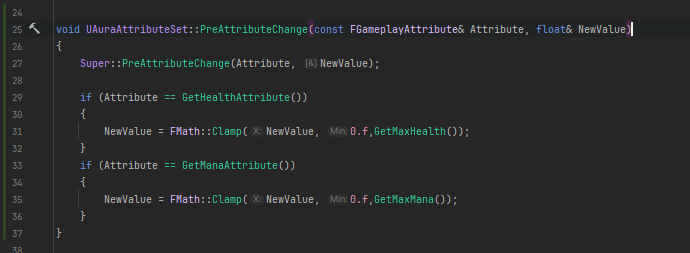 24
25 void UAuraAttributeSet::PreAttributeChange(const FGameplayAttribute& Attribute, float& NewValue)
26 {
27 Super::PreAttributeChange(Attribute, [&]NewValue);
28
29 if (Attribute == GetHealthAttribute())
30 {
31 NewValue = FMath::Clamp( X: NewValue, Min: 0.f,GetMaxHealth());
32 }
33 if (Attribute == GetManaAttribute())
34 {
35 NewValue = FMath::Clamp( X: NewValue, Min: 0.f,GetMaxMana());
36 }
37 }
38